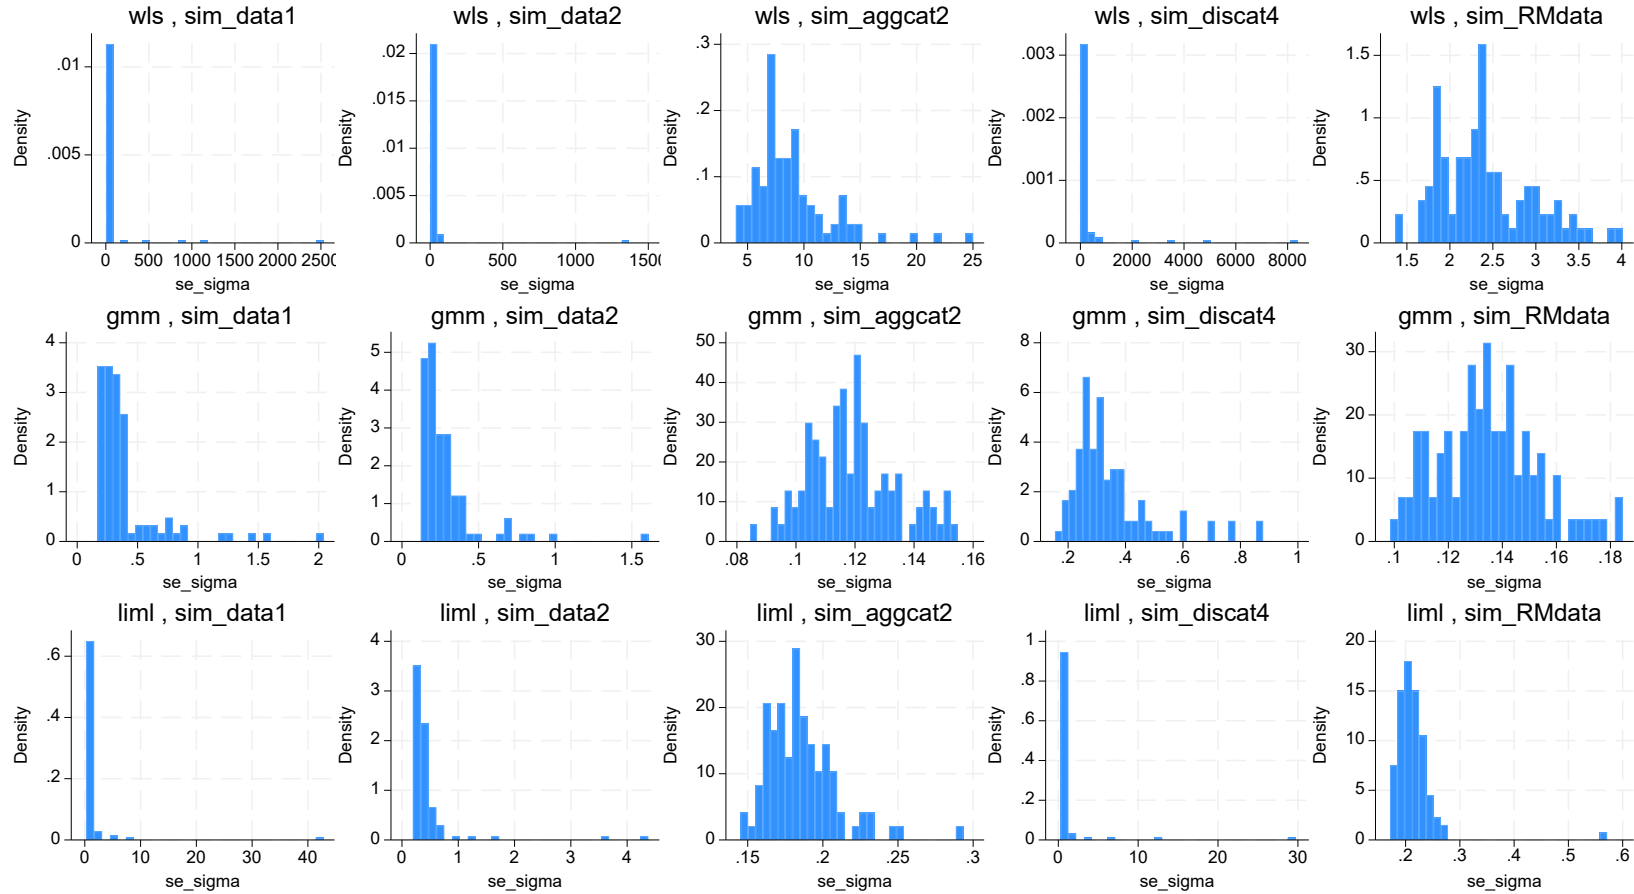 wls , sim_data1
Density
.01
.005
0
0 500 1000 1500 2000 2500
se_sigma
wls , sim_data2
Density
.02
.015
.01
.005
0
0 500 1000 1500
se_sigma
wls , sim_aggcat2
Density
.3
.2
.1
0
5 10 15 20 25
se_sigma
wls , sim_discat4
Density
.003
.002
.001
0
0 2000 4000 6000 8000
se_sigma
wls , sim_RMdata
Density
1.5
1
.5
0
1.5 2 2.5 3 3.5 4
se_sigma
gmm , sim_data1
Density
4
3
2
1
0
0 .5 1 1.5 2
se_sigma
gmm , sim_data2
Density
5
4
3
2
1
0
0 .5 1 1.5
se_sigma
gmm , sim_aggcat2
Density
50
40
30
20
10
0
.08 .1 .12 .14 .16
se_sigma
gmm , sim_discat4
Density
8
6
4
2
0
.2 .4 .6 .8 1
se_sigma
gmm , sim_RMdata
Density
30
20
10
0
.1 .12 .14 .16 .18
se_sigma
liml , sim_data1
Density
.6
.4
.2
0
0 10 20 30 40
se_sigma
liml , sim_data2
Density
4
3
2
1
0
0 1 2 3 4
se_sigma
liml , sim_aggcat2
Density
30
20
10
0
.15 .2 .25 .3
se_sigma
liml , sim_discat4
Density
1
.8
.6
.4
.2
0
0 10 20 30
se_sigma
liml , sim_RMdata
Density
20
15
10
5
0
.2 .3 .4 .5 .6
se_sigma